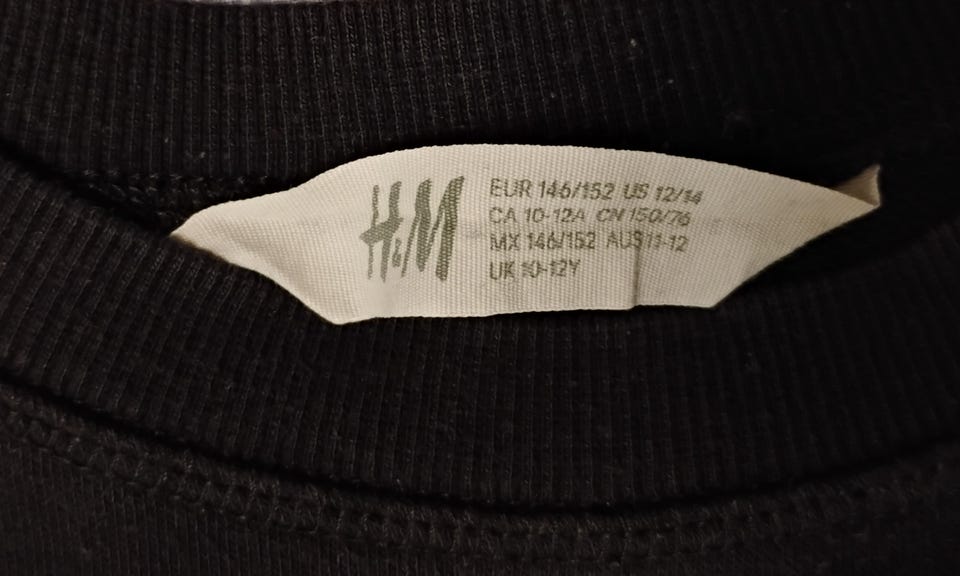 H&M
EUR 146/152 US 12/14
CA 10-12A CN 150/76
MX 146/152 AUS 11-12
UK 10-12Y